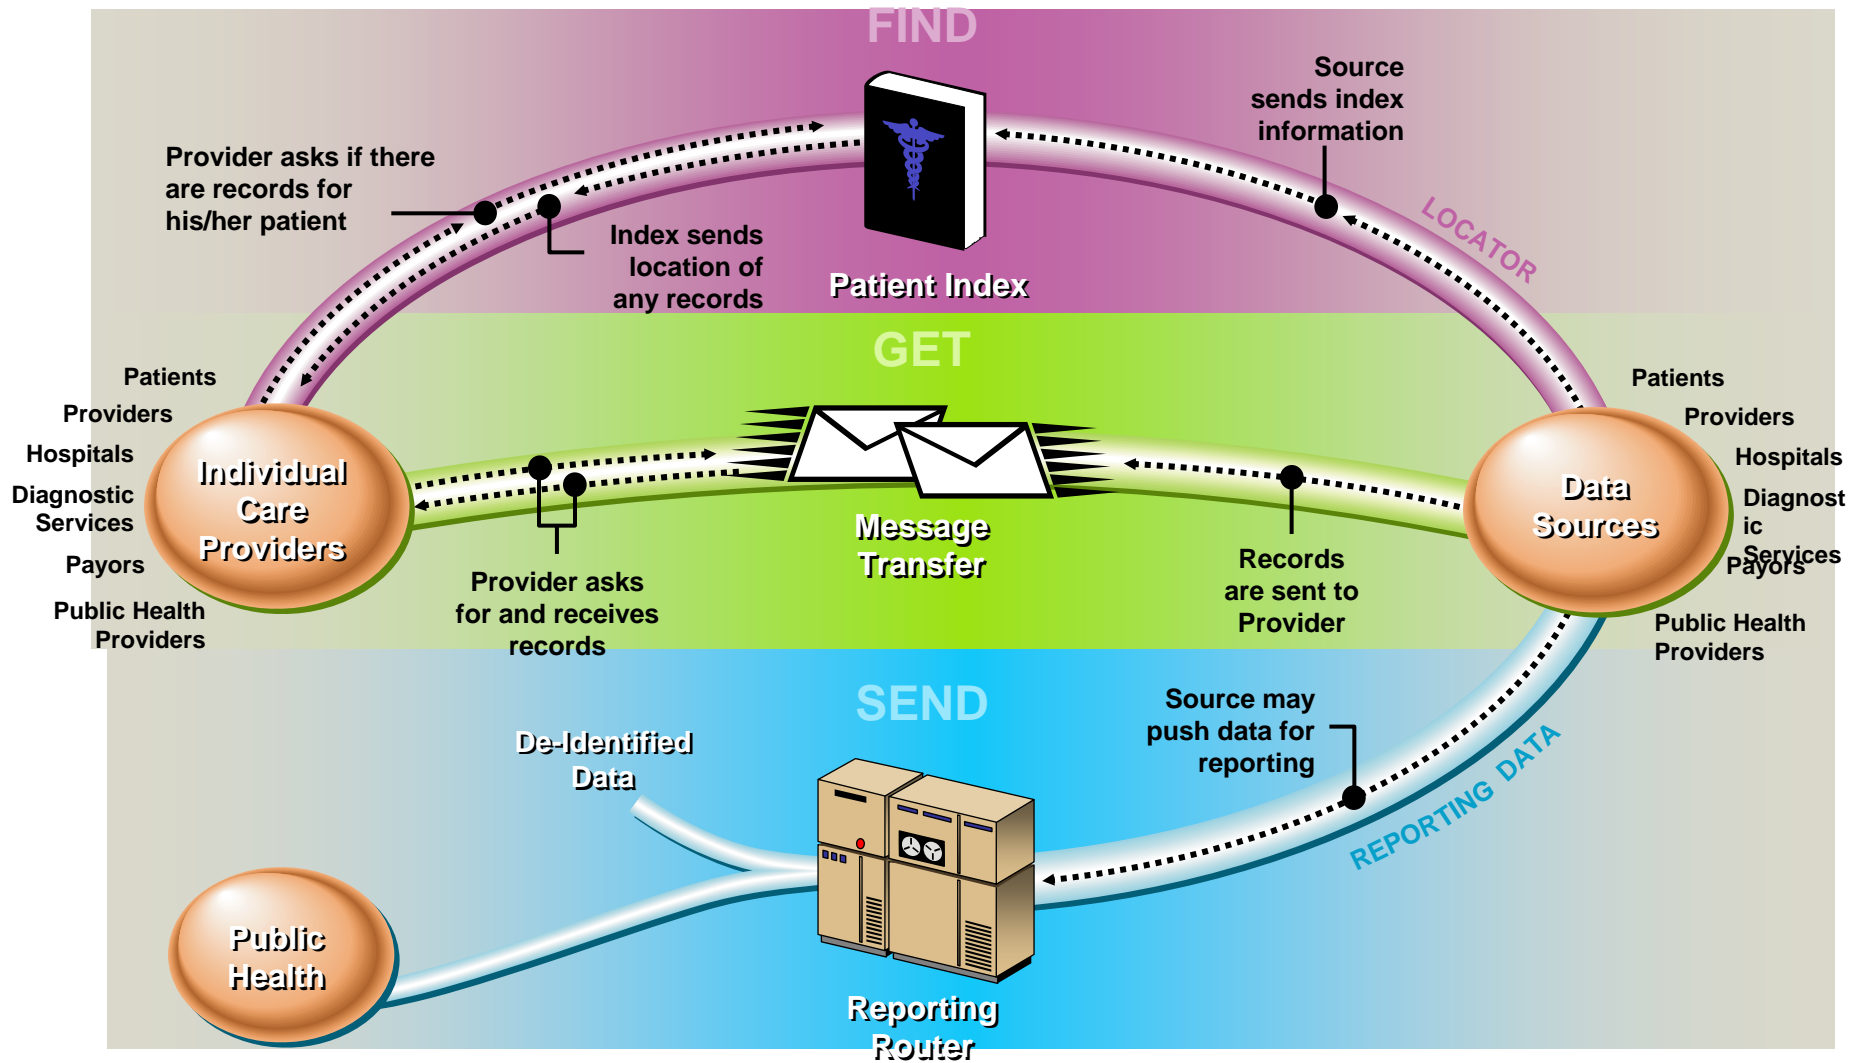 FIND
Source
sends index
information
Provider asks if there
are records for
his/her patient
Index sends
location of
any records
LOCATOR
Patient Index
GET
Patients
Providers
Hospitals
Diagnostic
Services
Payors
Public Health
Providers
Individual
Care
Providers
Provider asks
for and receives
records
Message
Transfer
Records
are sent to
Provider
Data
Sources
Patients
Providers
Hospitals
Diagnost
ic
Services
Payors
Public Health
Providers
SEND
De-Identified
Data
Source may
push data for
reporting
REPORTING DATA
Public
Health
Reporting
Router